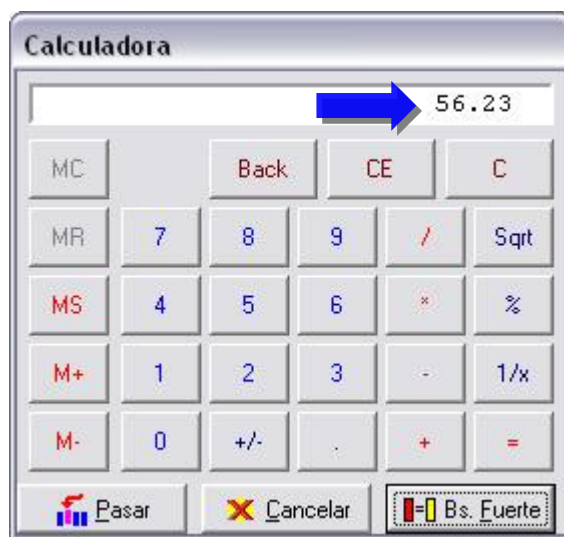 Calculadora
56.23
MC Back CE C
MR 7 8 9 / Sqrt
MS 4 5 6 * %
M+ 1 2 3 - 1/x
M- 0 +/- . + =
Pasar Cancelar Bs. Fuerte